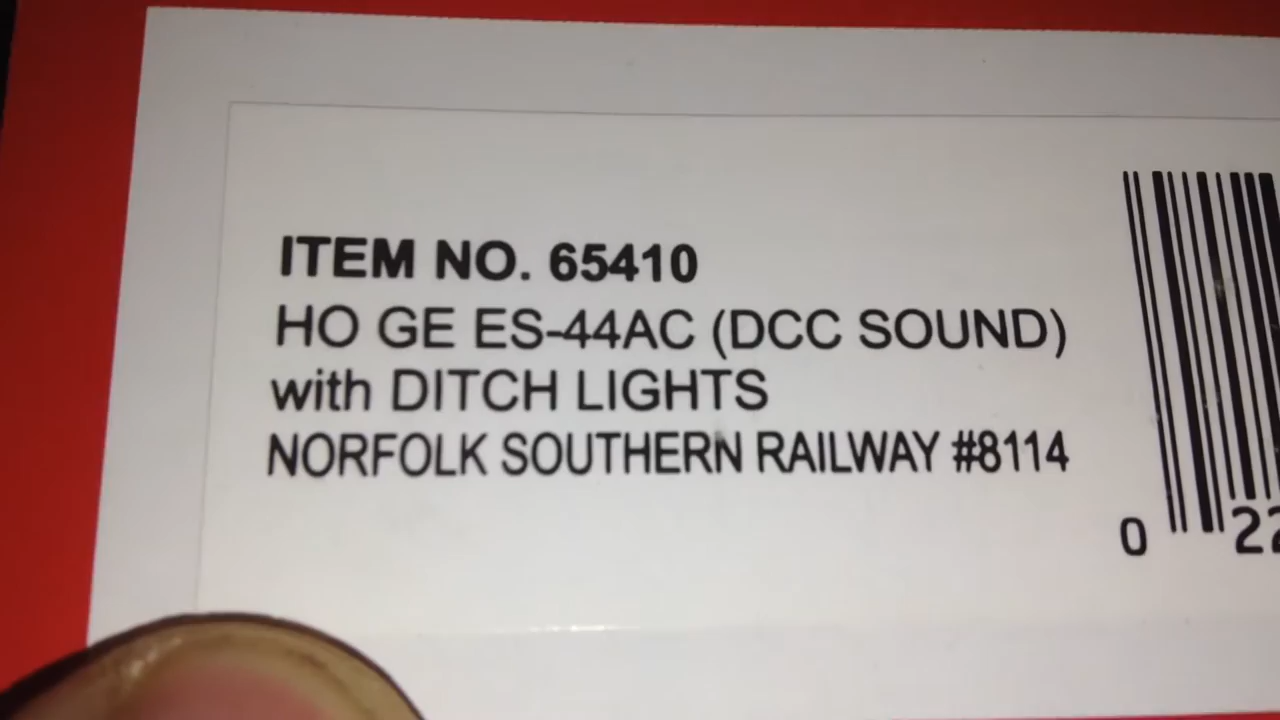 ITEM NO. 65410
HO GE ES-44AC (DCC SOUND)
with DITCH LIGHTS
NORFOLK SOUTHERN RAILWAY #8114
0 22